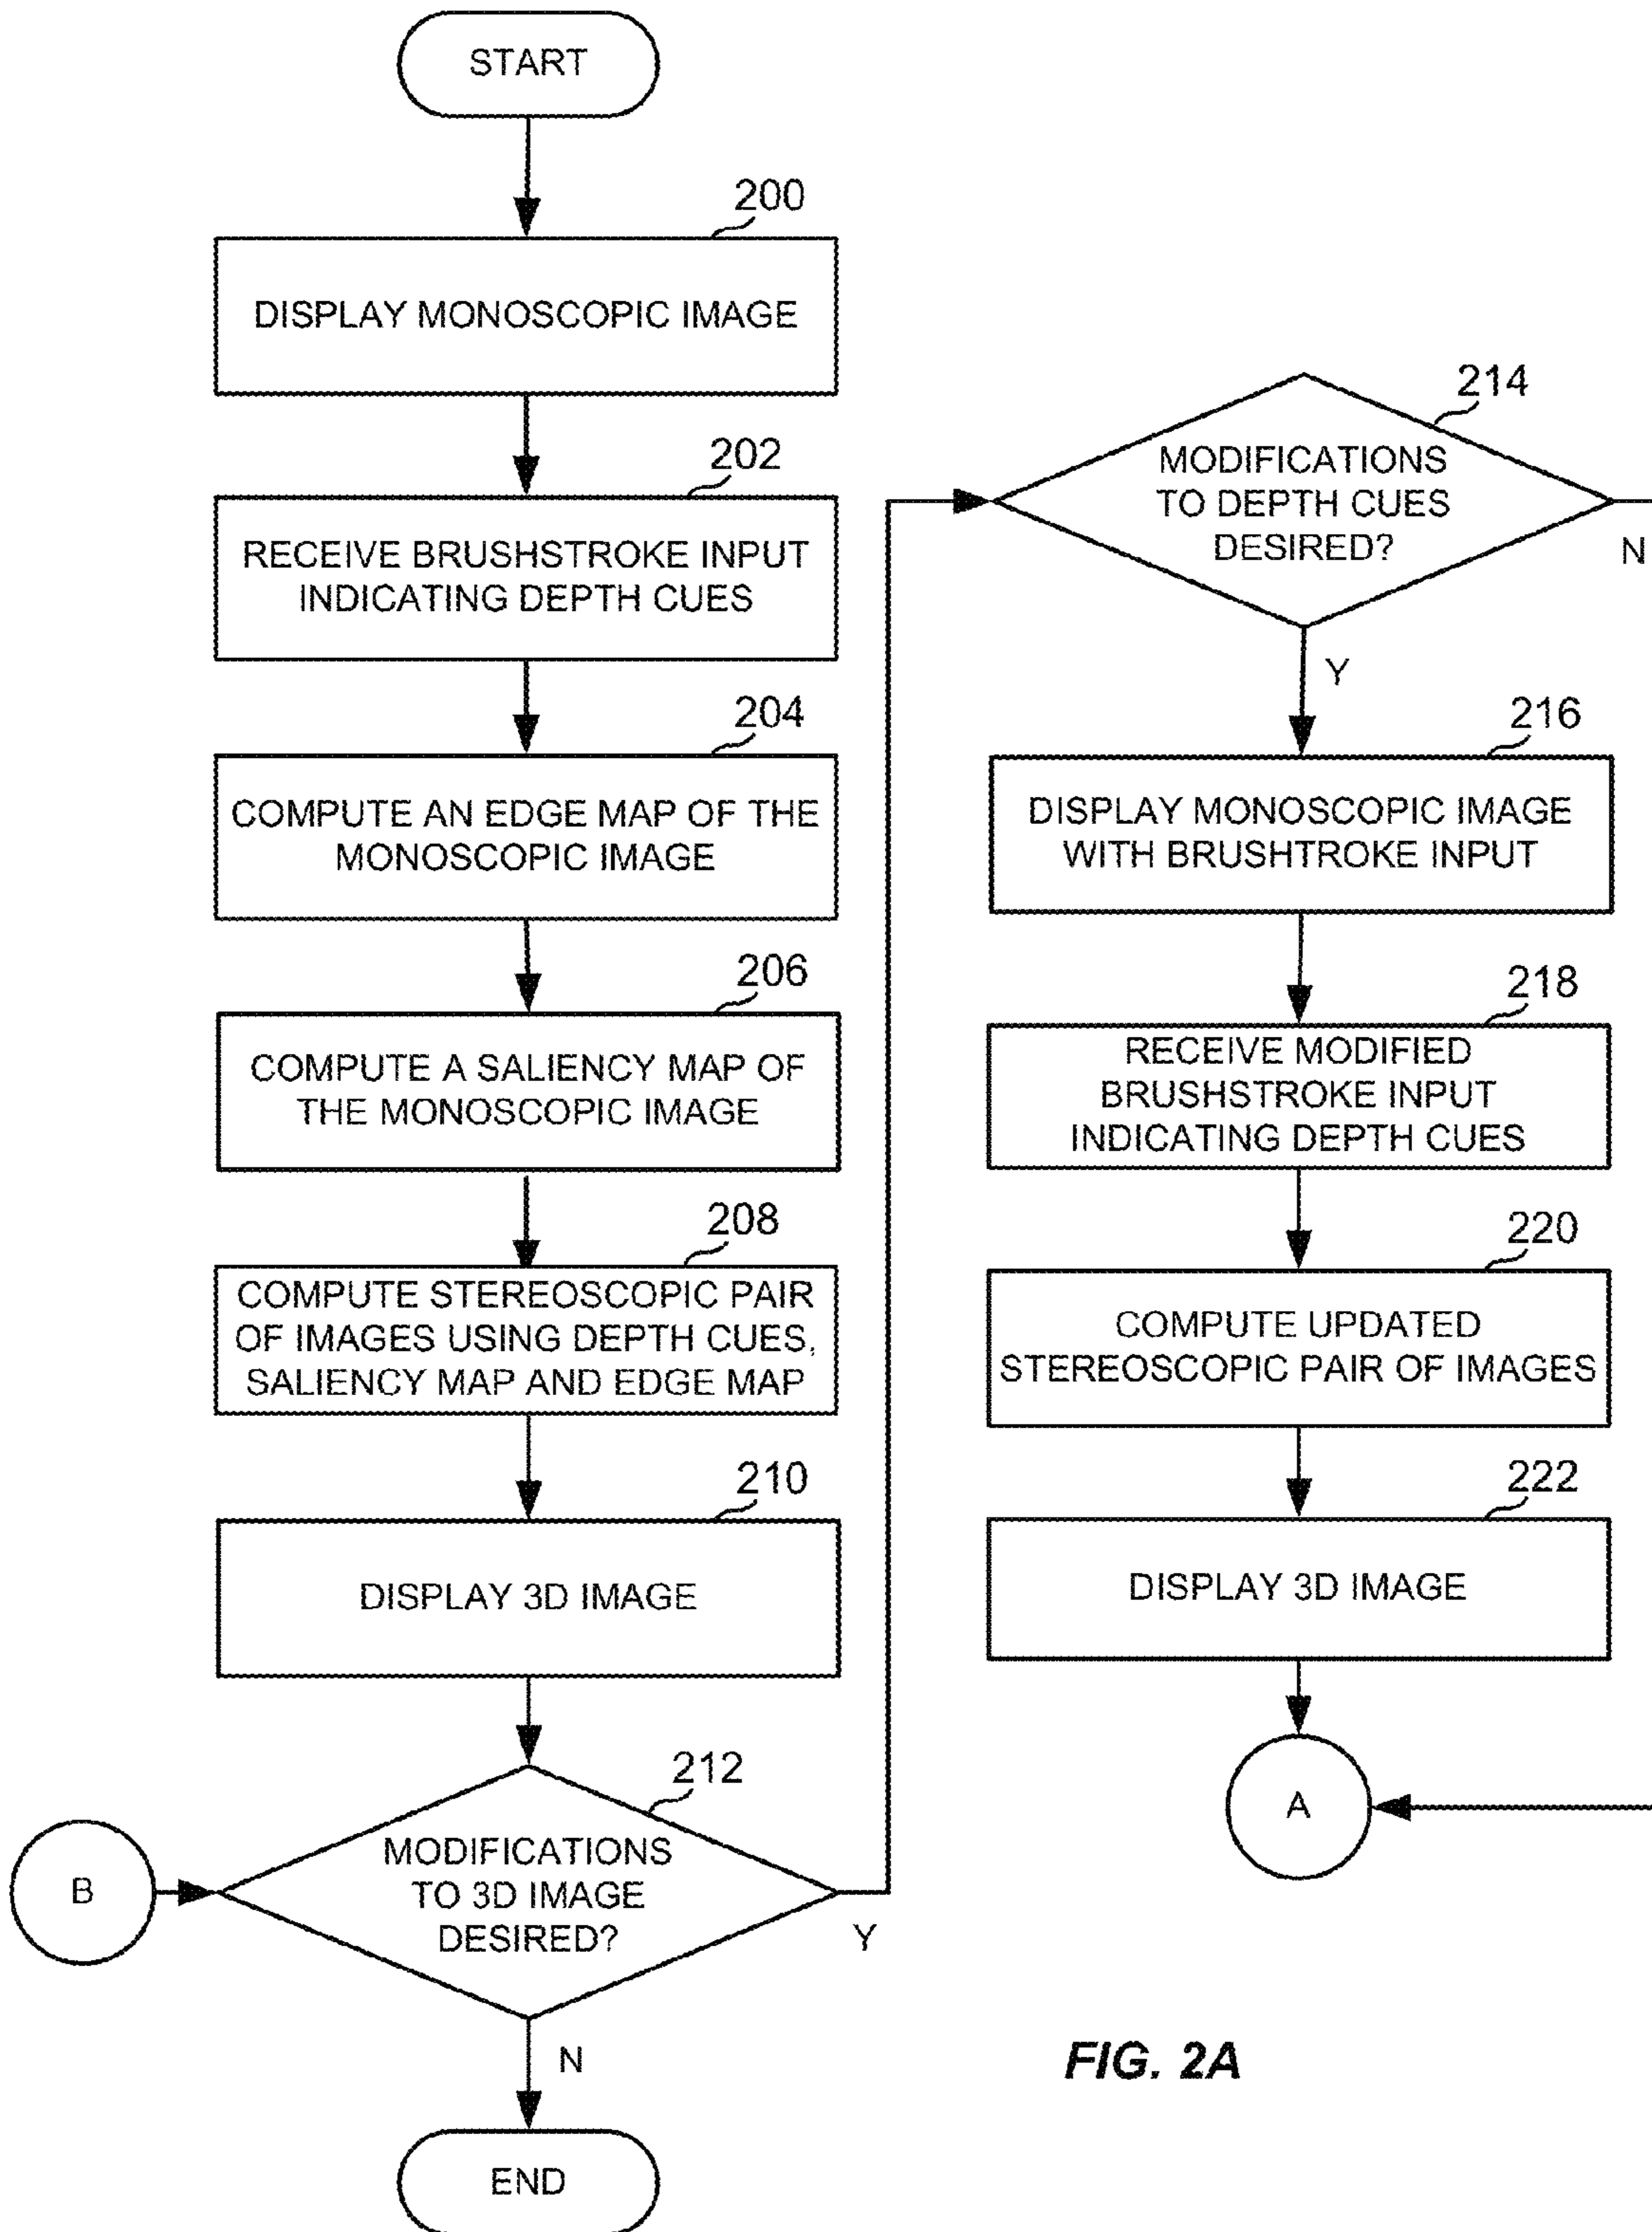 START
200
DISPLAY MONOSCOPIC IMAGE
202
RECEIVE BRUSHSTROKE INPUT
INDICATING DEPTH CUES
204
COMPUTE AN EDGE MAP OF THE
MONOSCOPIC IMAGE
206
COMPUTE A SALIENCY MAP OF
THE MONOSCOPIC IMAGE
208
COMPUTE STEREOSCOPIC PAIR
OF IMAGES USING DEPTH CUES,
SALIENCY MAP AND EDGE MAP
210
DISPLAY 3D IMAGE
212
B
MODIFICATIONS
TO 3D IMAGE
DESIRED?
Y
N
END
214
MODIFICATIONS
TO DEPTH CUES
DESIRED?
N
Y
216
DISPLAY MONOSCOPIC IMAGE
WITH BRUSHTROKE INPUT
218
RECEIVE MODIFIED
BRUSHSTROKE INPUT
INDICATING DEPTH CUES
220
COMPUTE UPDATED
STEREOSCOPIC PAIR OF IMAGES
222
DISPLAY 3D IMAGE
A
FIG. 2A